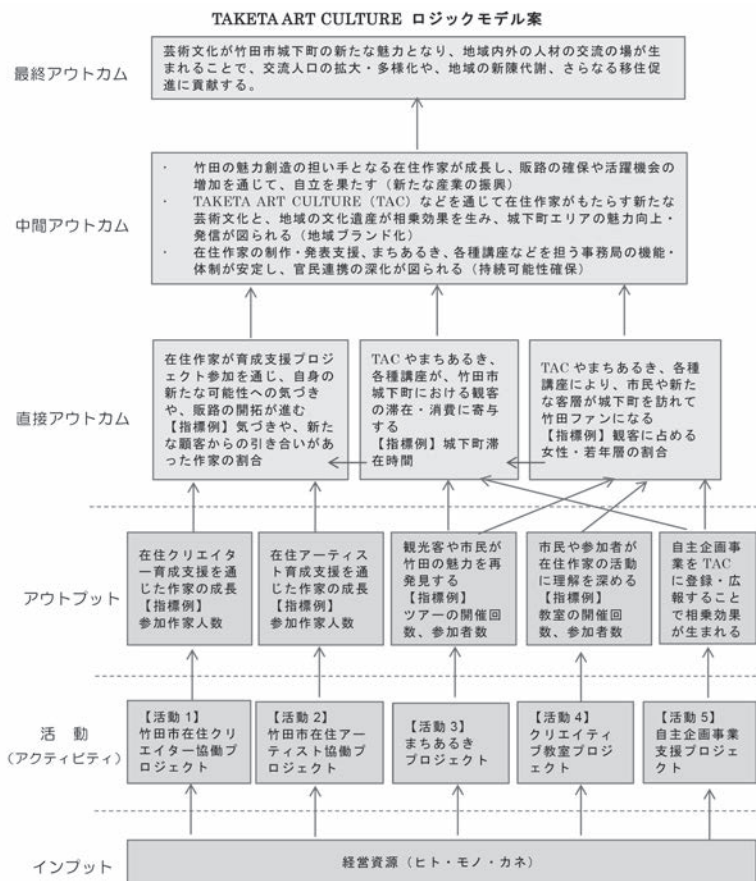 TAKETA ART CULTURE ロジックモデル案
最終アウトカム
芸術文化が竹田市城下町の新たな魅力となり、地域内外の人材の交流の場が生
まれることで、交流人口の拡大・多様化や、地域の新陳代謝、さらなる移住促
進に貢献する。
中間アウトカム
・ 竹田の魅力創造の担い手となる在住作家が成長し、販路の確保や活躍機会の
増加を通じて、自立を果たす（新たな産業の振興）
・ TAKETA ART CULTURE（TAC）などを通じて在住作家がもたらす新たな
芸術文化と、地域の文化遺産が相乗効果を生み、城下町エリアの魅力向上・
発信が図られる（地域ブランド化）
・ 在住作家の制作・発表支援、まちあるき、各種講座などを担う事務局の機能・
体制が安定し、官民連携の深化が図られる（持続可能性確保）
直接アウトカム
在住作家が育成支援プロジ
ェクト参加を通じ、自身の
新たな可能性への気づき
や、販路の開拓が進む
【指標例】気づきや、新た
な顧客からの引き合いがあ
った作家の割合
TAC やまちあるき、
各種講座が、竹田市
城下町における観客
の滞在・消費に寄与
する
【指標例】城下町滞
在時間
TAC やまちあるき、各種
講座により、市民や新た
な客層が城下町を訪れて
竹田ファンになる
【指標例】観客に占める
女性・若年層の割合
アウトプット
在住クリエイタ
ー育成支援を通
じた作家の成長
【指標例】
参加作家人数
在住アーティス
ト育成支援を通
じた作家の成長
【指標例】
参加作家人数
観光客や市民が
竹田の魅力を再
発見する
【指標例】
ツアーの開催回
数、参加者数
市民や参加者が
在住作家の活動
に理解を深める
【指標例】
教室の開催回
数、参加者数
自主企画事
業を TAC
に登録・広
報すること
で相乗効果
が生まれる
活　動
（アクティビティ）
【活動 1】
竹田市在住クリ
エイター協働プ
ロジェクト
【活動 2】
竹田市在住アー
ティスト協働プ
ロジェクト
【活動 3】
まちあるき
プロジェクト
【活動 4】
クリエイティ
ブ教室プロジ
ェクト
【活動 5】
自主企画事業
支援プロジェ
クト
インプット
経営資源（ヒト・モノ・カネ）